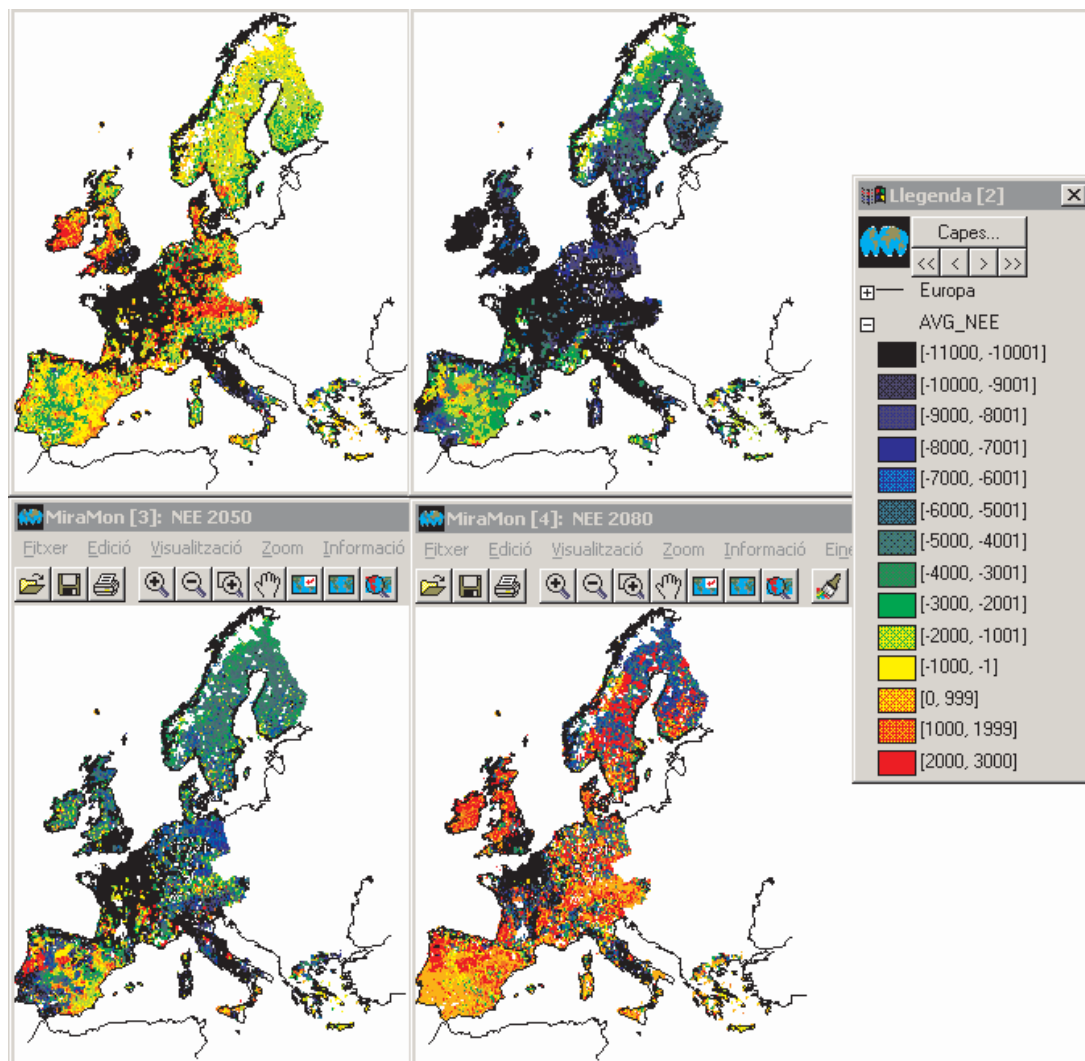 Llegenda [2]
Capes...
<< < > >>
Europa
AVG_NEE
[-11000, -10001]
[-10000, -9001]
[-9000, -8001]
[-8000, -7001]
[-7000, -6001]
[-6000, -5001]
[-5000, -4001]
[-4000, -3001]
[-3000, -2001]
[-2000, -1001]
[-1000, -1]
[0, 999]
[1000, 1999]
[2000, 3000]
MiraMon [3]: NEE 2050
Fitxer Edició Visualització Zoom Informació
MiraMon [4]: NEE 2080
Fitxer Edició Visualització Zoom Informació Eine